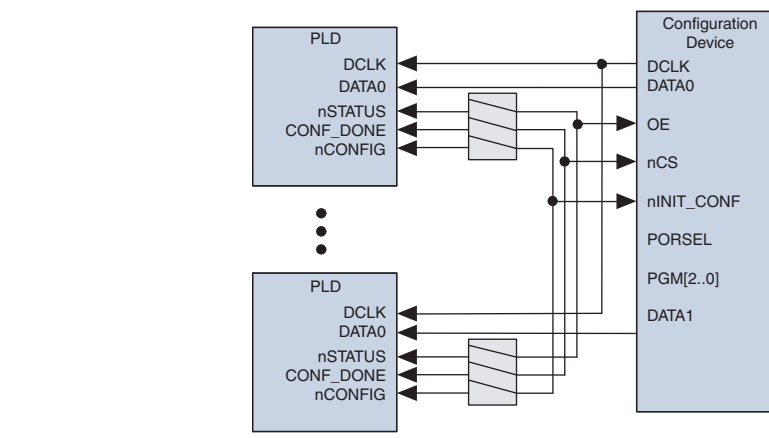 PLD
DCLK
DATA0
nSTATUS
CONF_DONE
nCONFIG
PLD
DCLK
DATA0
nSTATUS
CONF_DONE
nCONFIG
Configuration
Device
DCLK
DATA0
OE
nCS
nINIT_CONF
PORSEL
PGM[2..0]
DATA1